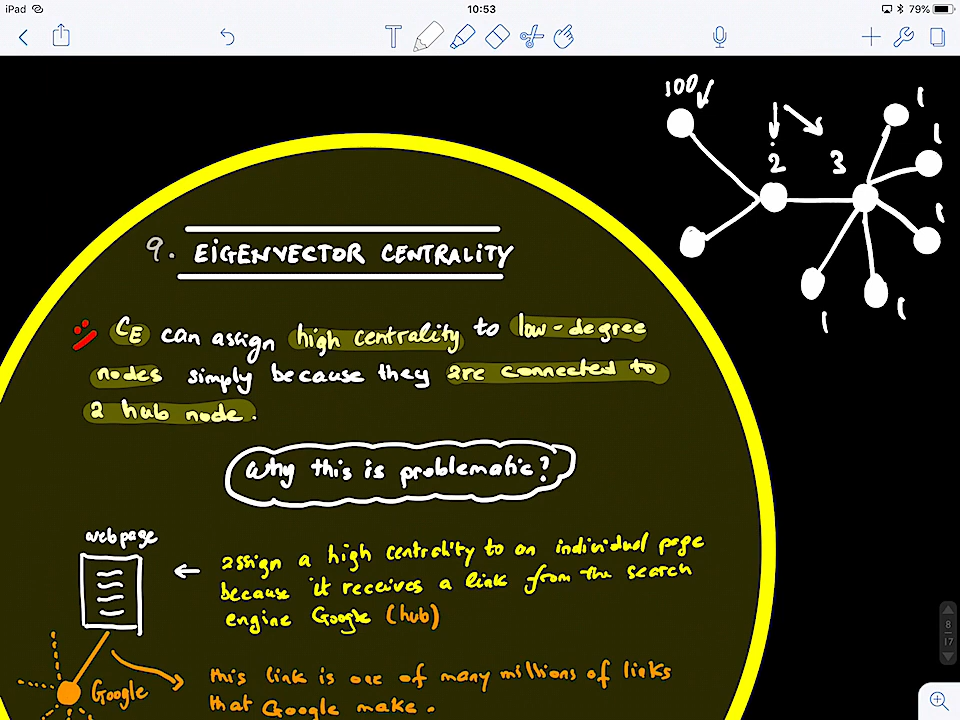 iPad
10:53
79%
T
100
1
1
2
3
1
1
1
9. EIGENVECTOR CENTRALITY
CE can assign high centrality to low-degree
nodes simply because they are connected to
a hub node.
Why this is problematic?
webpage
assign a high centrality to an individual page
because it receives a link from the search
engine Google (hub)
this link is one of many millions of links
that Google make.
Google
8
17